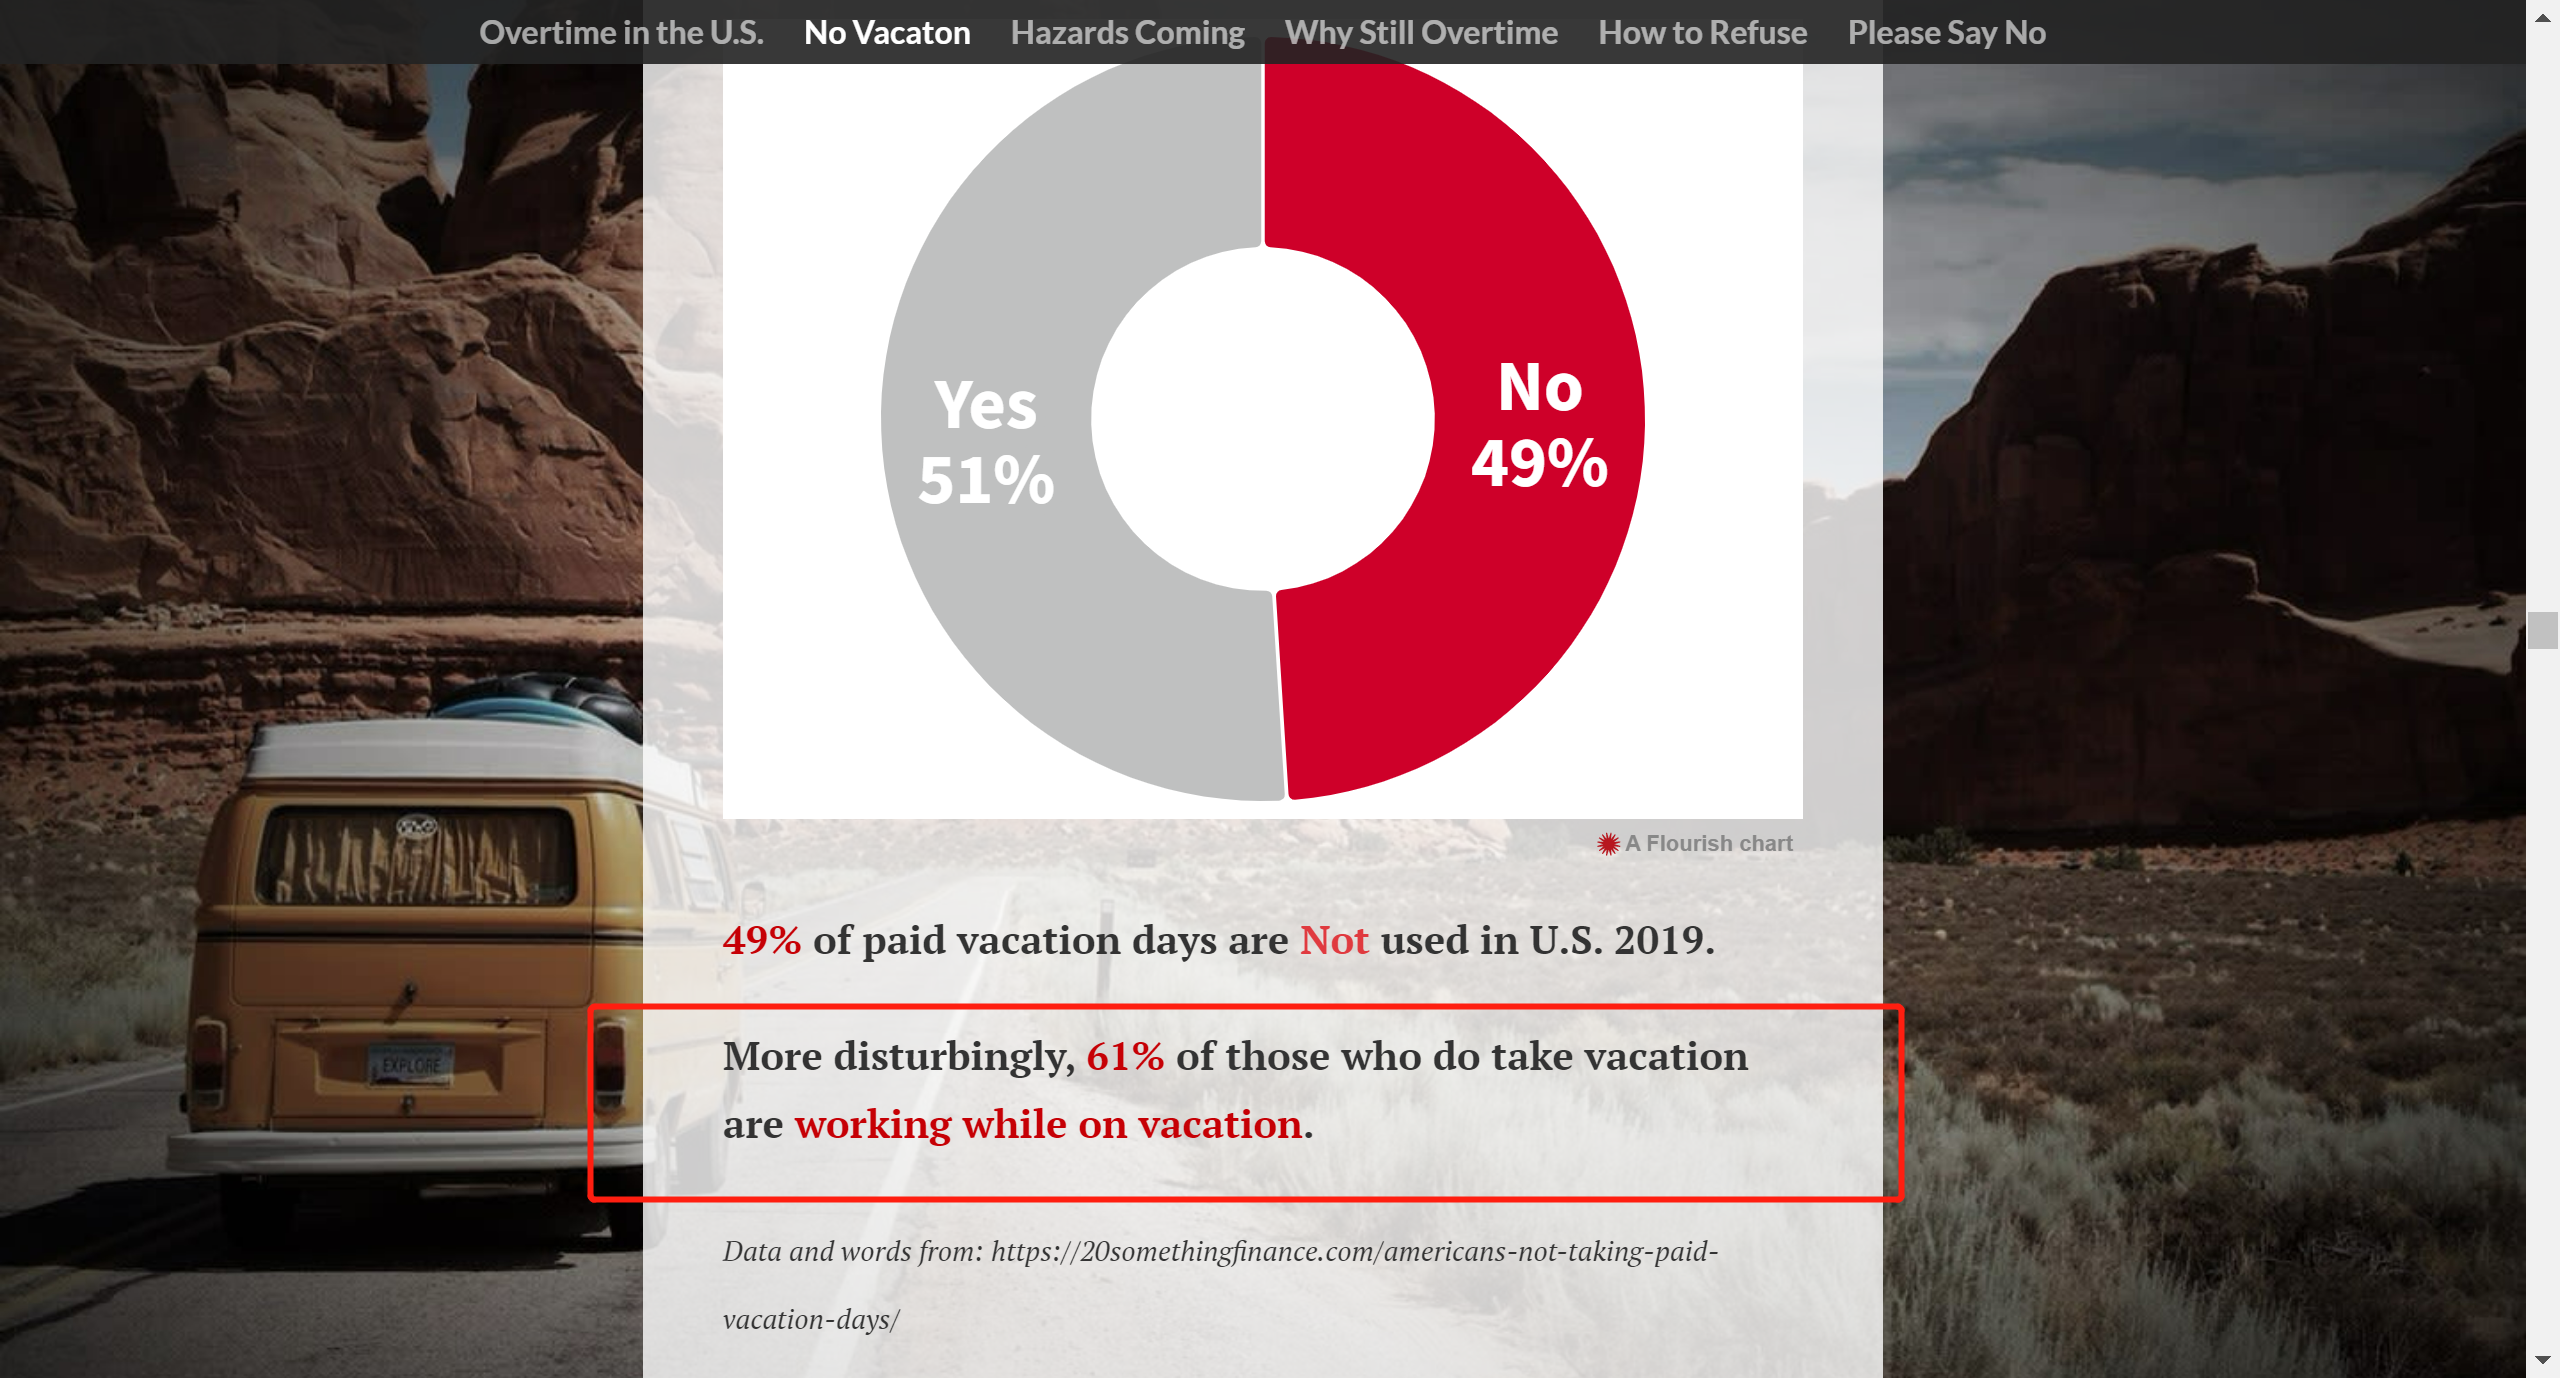 Overtime in the U.S. No Vacaton Hazards Coming Why Still Overtime How to Refuse Please Say No
Yes
51%
No
49%
A Flourish chart
49% of paid vacation days are Not used in U.S. 2019.
More disturbingly, 61% of those who do take vacation
are working while on vacation.
EXPLORE
Data and words from: https://20somethingfinance.com/americans-not-taking-paid-
vacation-days/